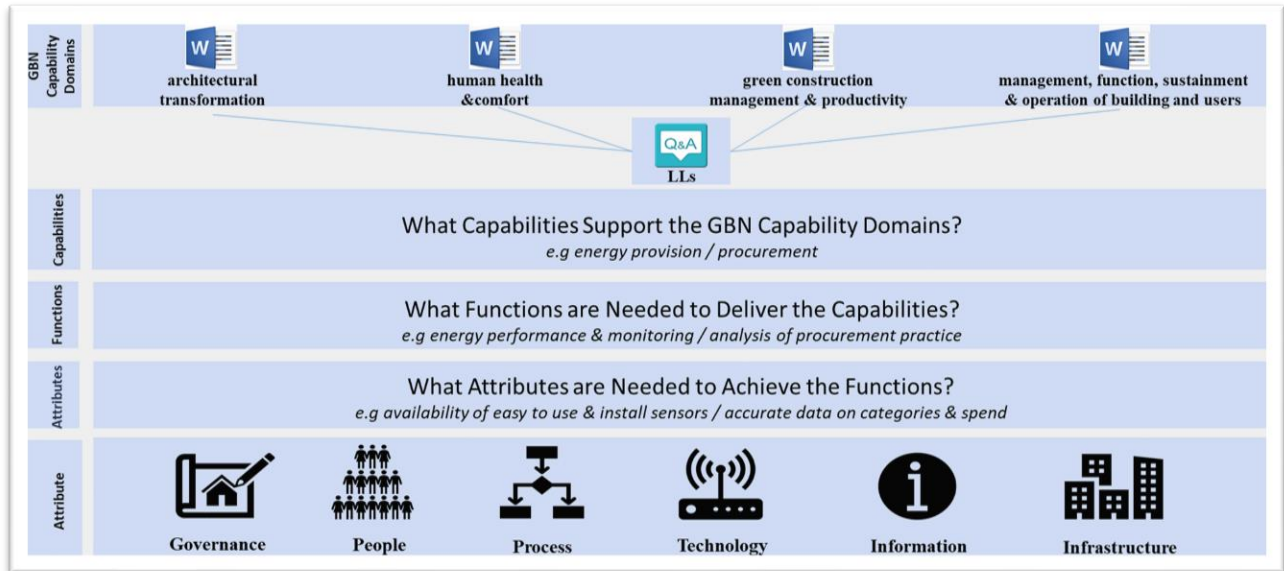 GBN
Capability
Domains
W
architectural
transformation
W
human health
&comfort
W
green construction
management & productivity
W
management, function, sustainment
& operation of building and users
Q&A
LLs
Capabilities
What Capabilities Support the GBN Capability Domains?
e.g energy provision / procurement
Functions
What Functions are Needed to Deliver the Capabilities?
e.g energy performance & monitoring / analysis of procurement practice
Attributes
What Attributes are Needed to Achieve the Functions?
e.g availability of easy to use & install sensors / accurate data on categories & spend
Attribute
i
Governance
People
Process
Technology
Information
Infrastructure